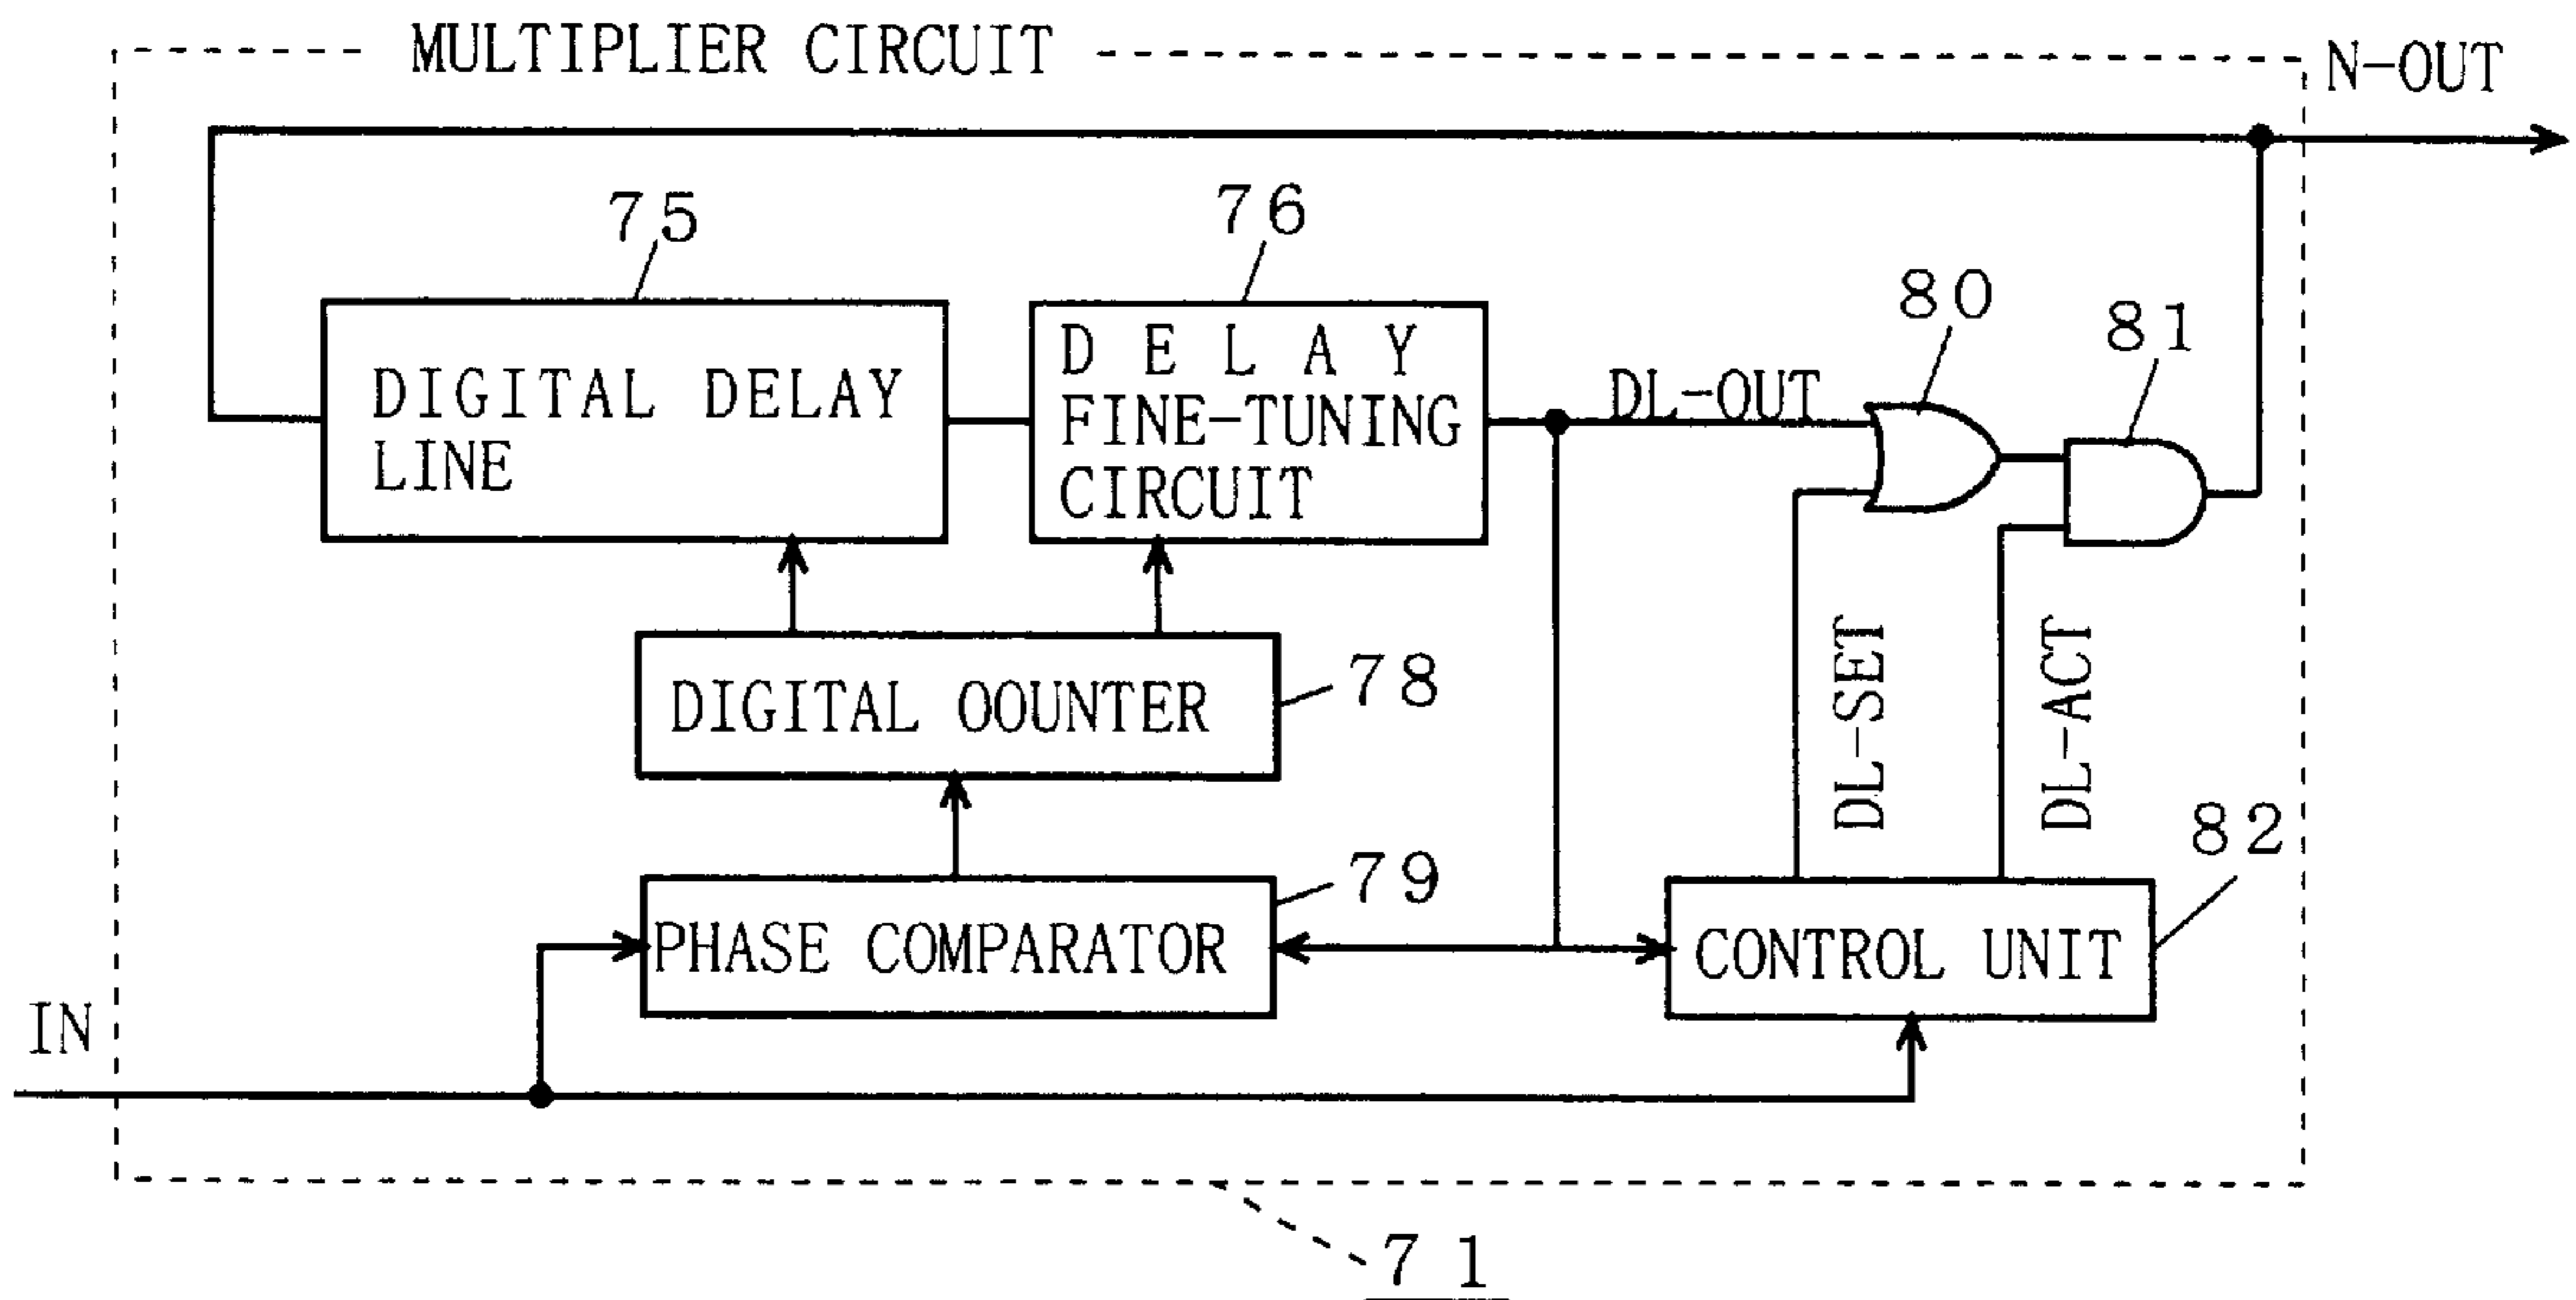 MULTIPLIER CIRCUIT
N-OUT
75
76
80
81
DIGITAL DELAY
LINE
DELAY
FINE-TUNING
CIRCUIT
DL-OUT
DIGITAL OOUNTER
78
DL-SET
DL-ACT
PHASE COMPARATOR
79
CONTROL UNIT
82
IN
71